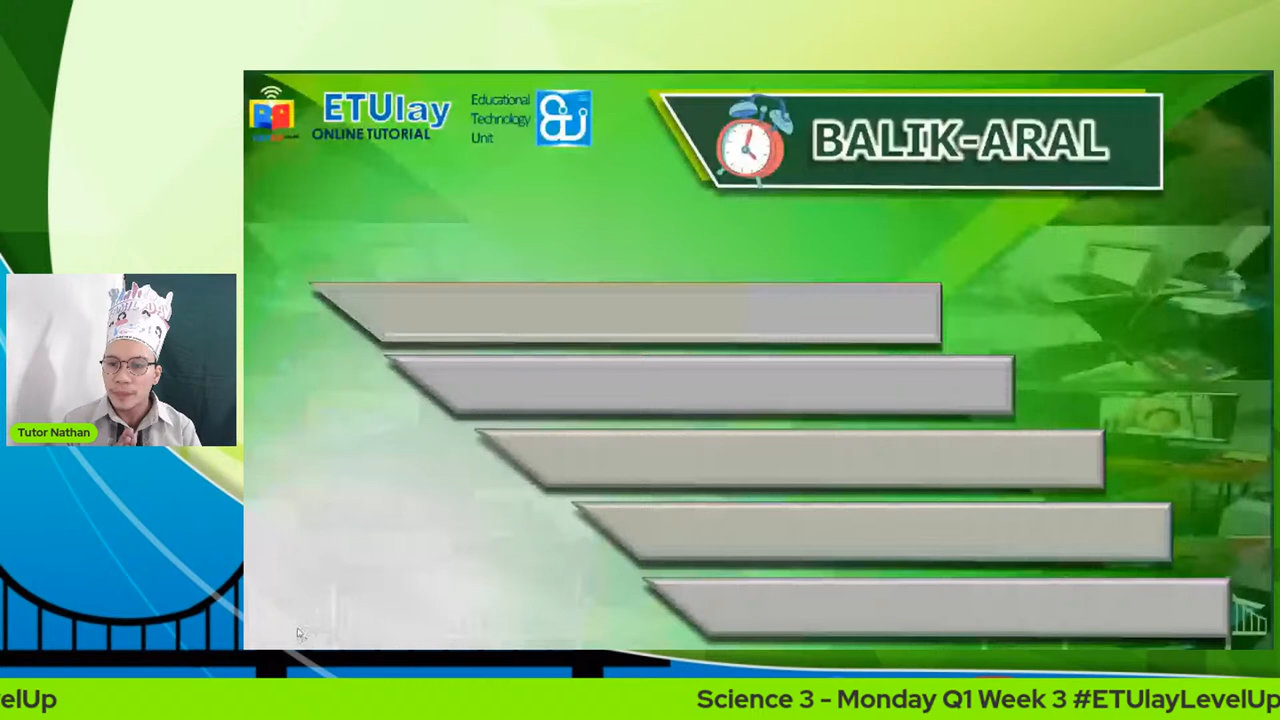 ETUlay
ONLINE TUTORIAL
Educational
Technology
Unit
BALIK-ARAL
Tutor Nathan
elUp
Science 3 - Monday Q1 Week 3 #ETUlayLevelUp